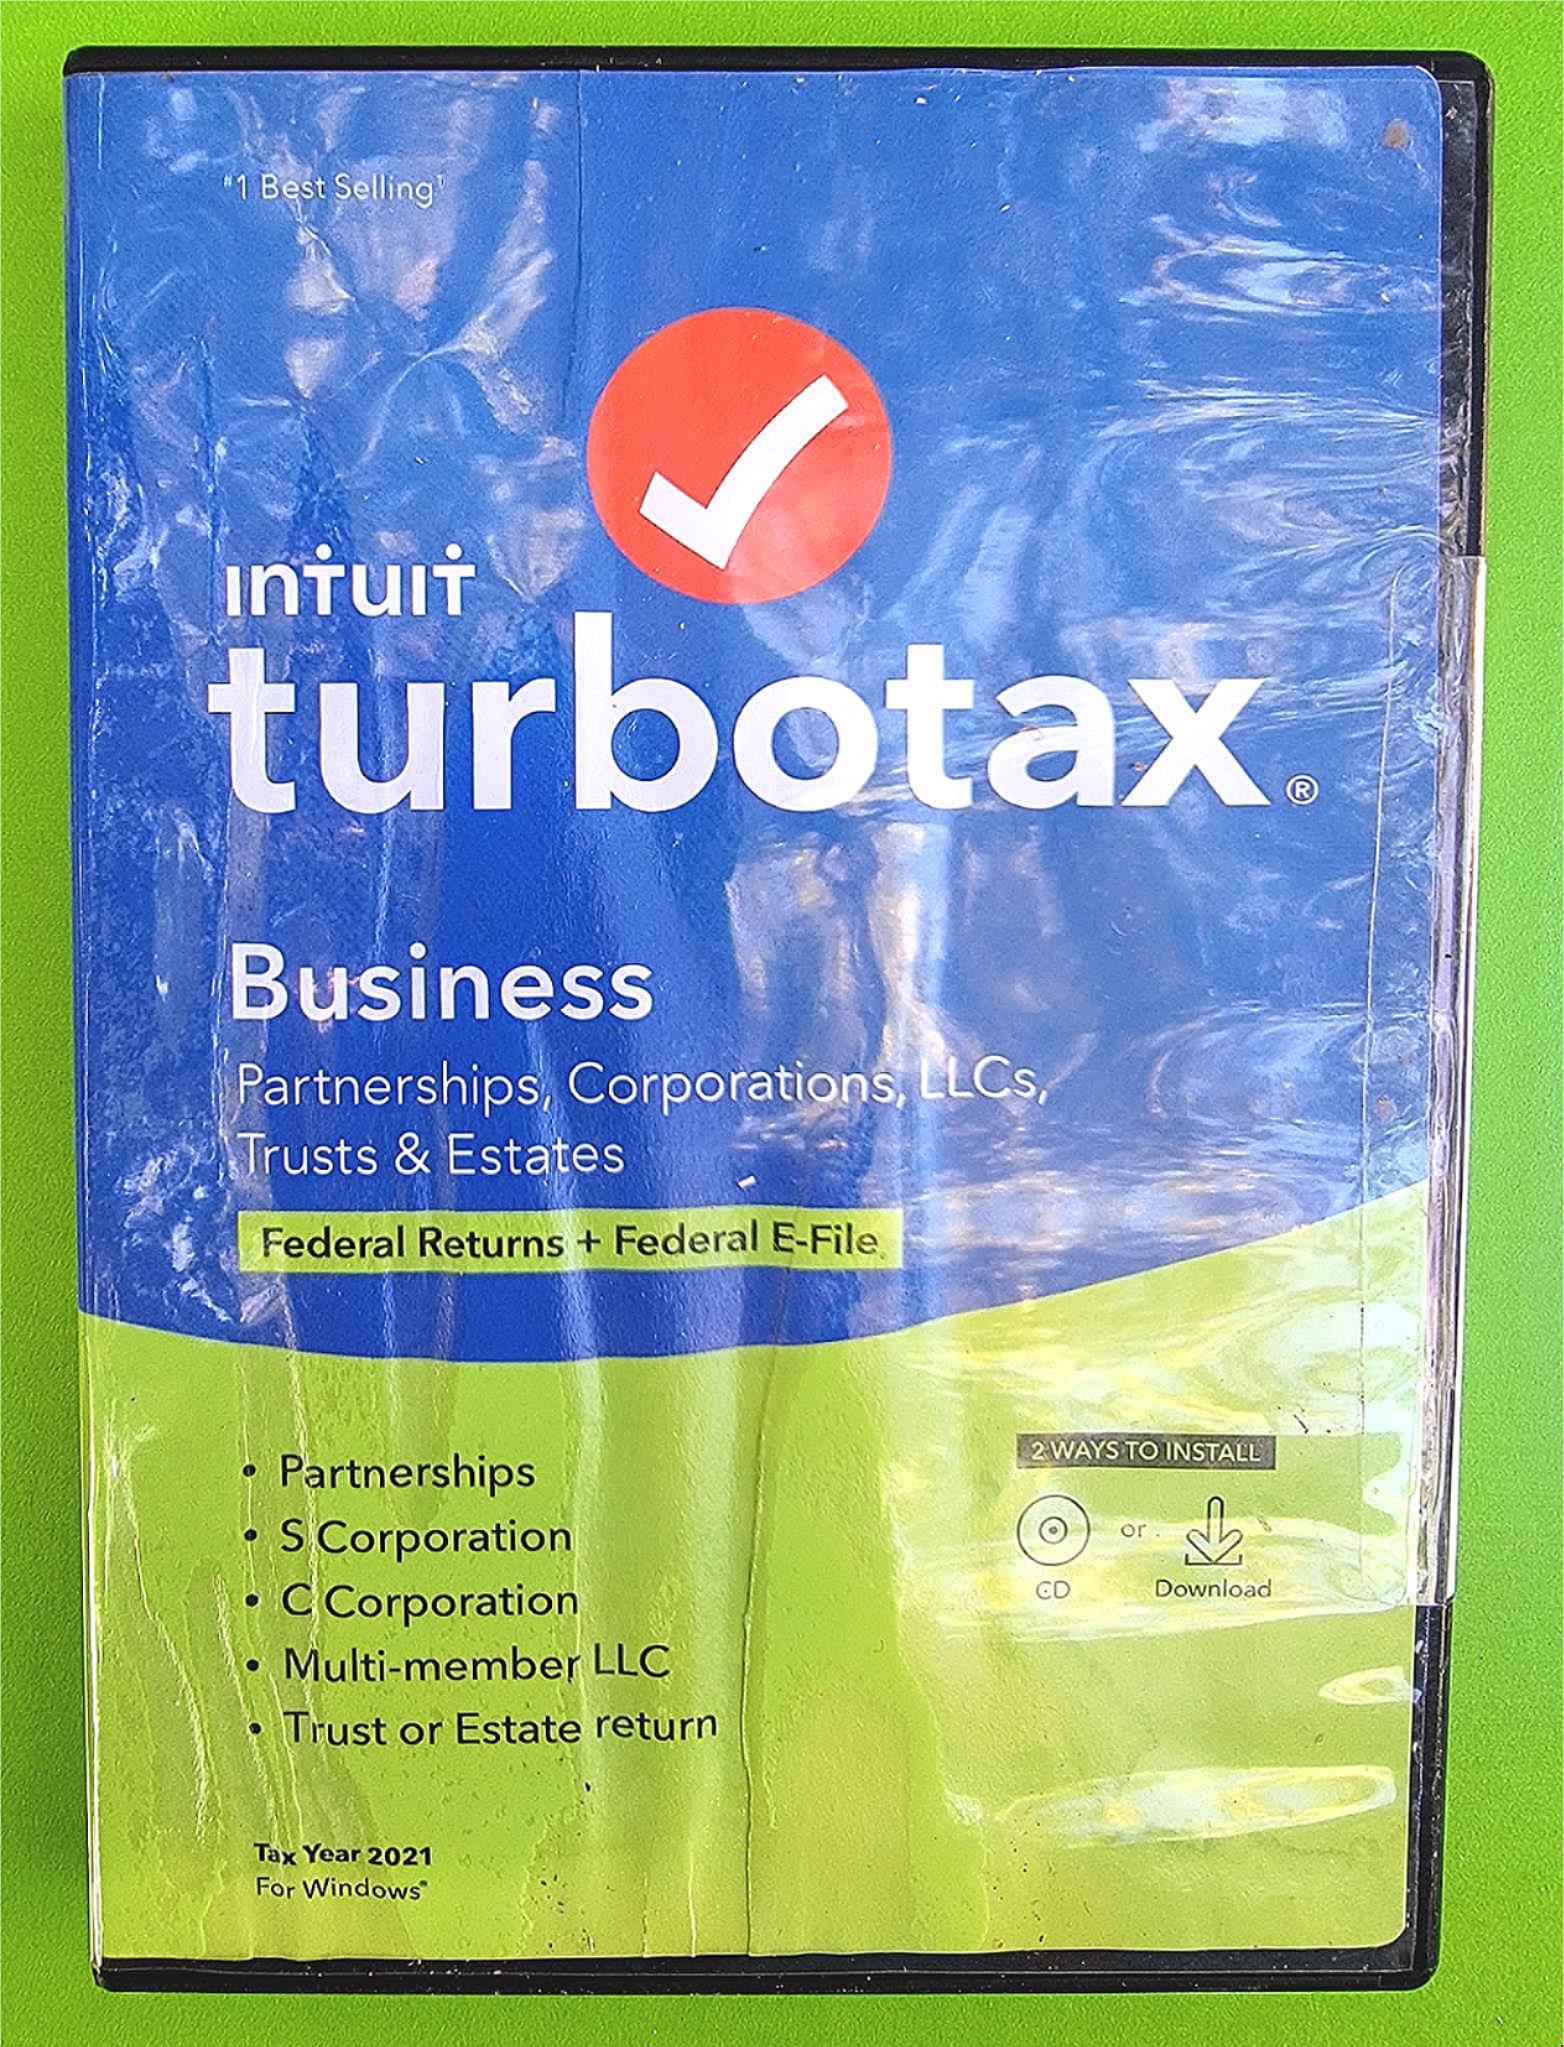 #1 Best Selling¹
intuit
turbotax®
Business
Partnerships, Corporations, LLCs,
Trusts & Estates
Federal Returns + Federal E-File
• Partnerships
• S Corporation
• C Corporation
• Multi-member LLC
• Trust or Estate return
2 WAYS TO INSTALL
CD or Download
Tax Year 2021
For Windows®